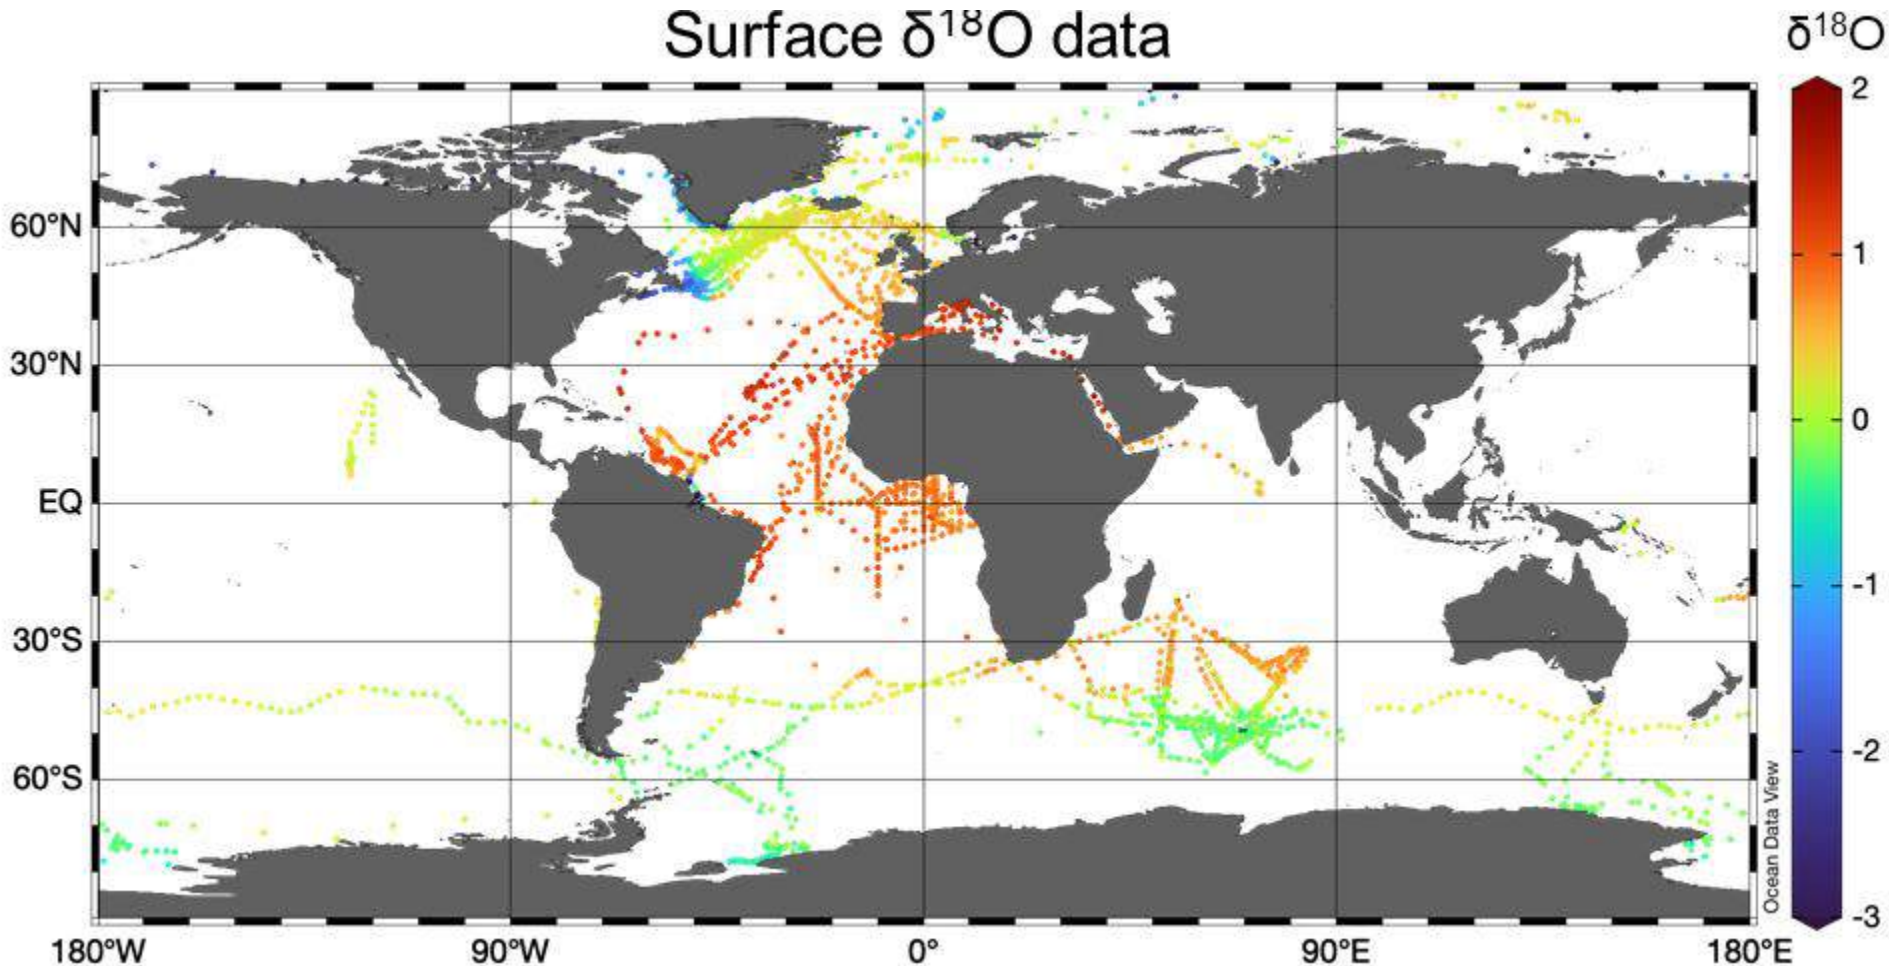 Surface δ¹⁸O data
δ¹⁸O
2
1
0
-1
-2
-3
60°N
30°N
EQ
30°S
60°S
180°W
90°W
0°
90°E
180°E
Ocean Data View